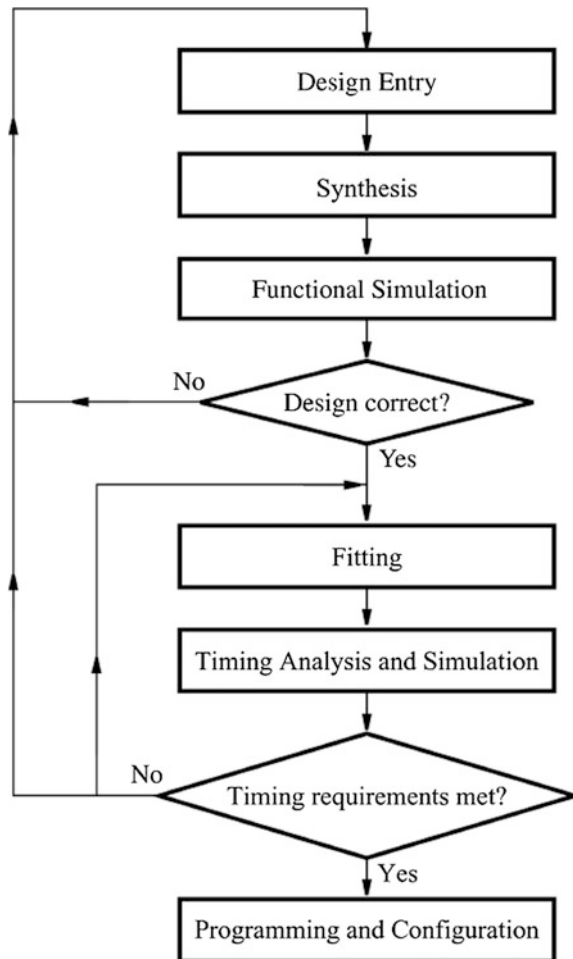 Design Entry
Synthesis
Functional Simulation
No
Design correct?
Yes
Fitting
Timing Analysis and Simulation
No
Timing requirements met?
Yes
Programming and Configuration